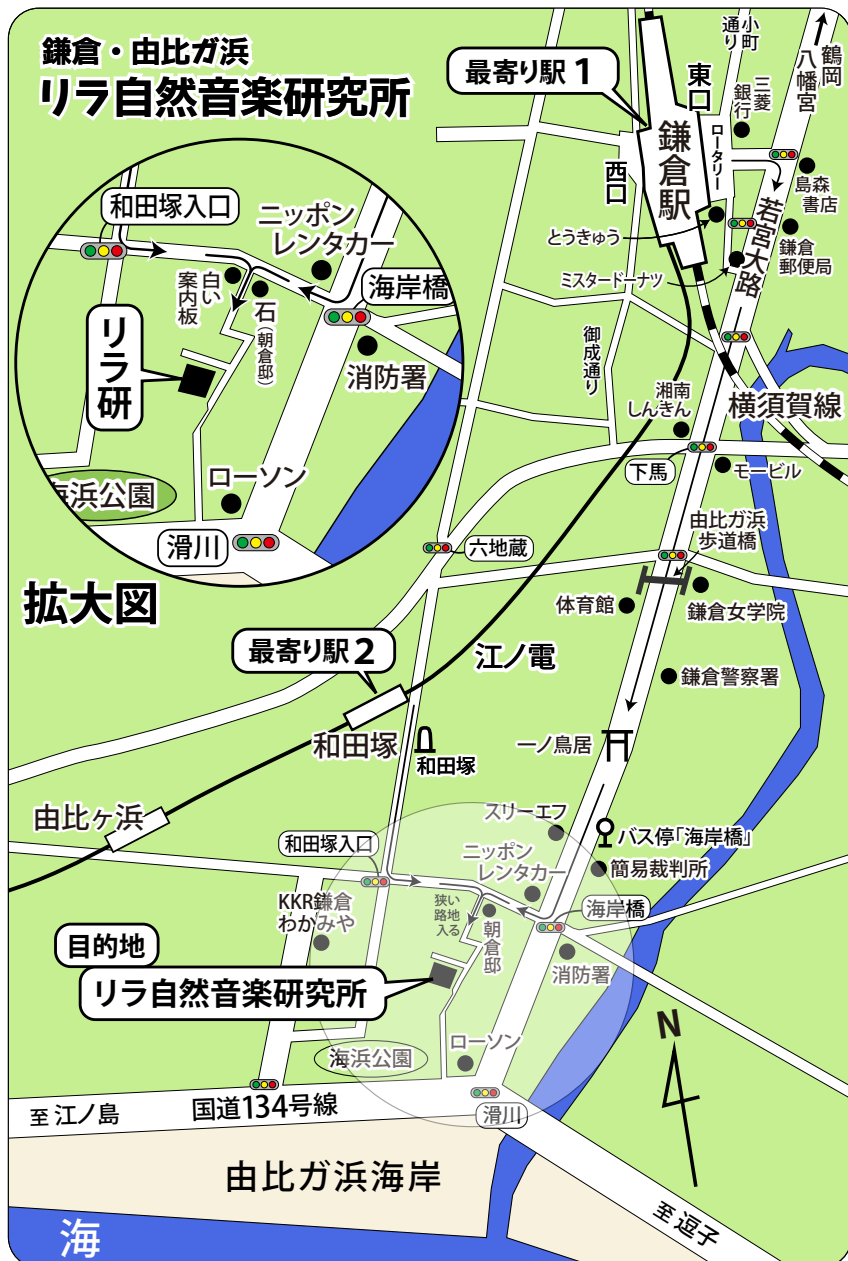 鎌倉・由比ガ浜
リラ自然音楽研究所
最寄り駅1
小町
通り
鶴岡
八幡宮
東口
三菱
銀行
ロータリー
鎌倉駅
西口
島森
書店
とうきゅう
若宮大路
鎌倉
郵便局
ミスタードーナツ
御成通り
湘南
しんきん
横須賀線
下馬
モービル
由比ガ浜
歩道橋
六地蔵
体育館
鎌倉女学院
和田塚入口
ニッポン
レンタカー
白い
案内板
石
(朝倉邸)
海岸橋
リラ研
消防署
ローソン
海浜公園
滑川
拡大図
最寄り駅2
江ノ電
鎌倉警察署
和田塚
和田塚
一ノ鳥居
由比ヶ浜
スリーエフ
バス停「海岸橋」
和田塚入口
ニッポン
レンタカー
簡易裁判所
KKR鎌倉
わかみや
狭い
路地
入る
朝倉邸
海岸橋
目的地
リラ自然音楽研究所
消防署
海浜公園
ローソン
N
至江ノ島
国道134号線
滑川
由比ガ浜海岸
至逗子
海